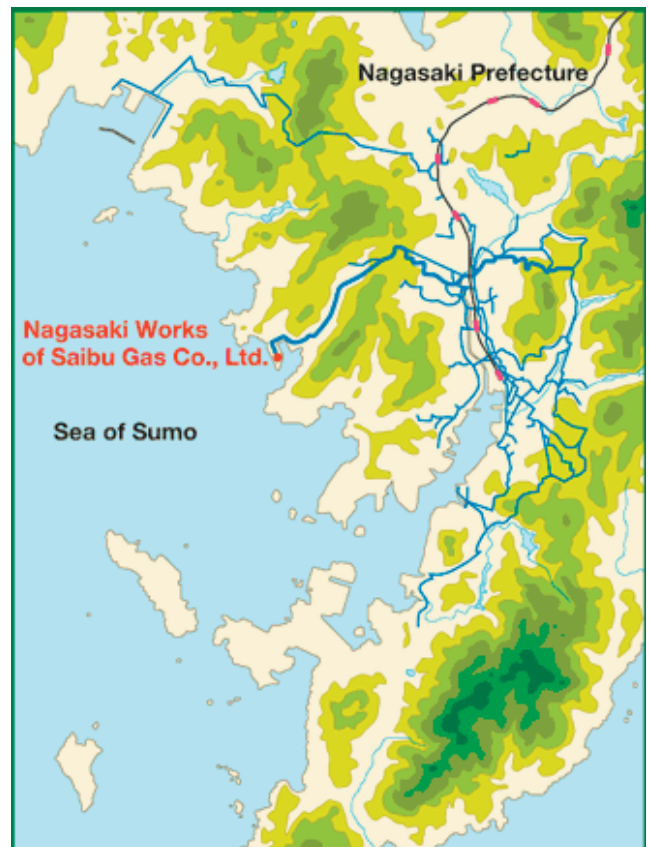 Nagasaki Prefecture
Nagasaki Works
of Saibu Gas Co., Ltd.
Sea of Sumo